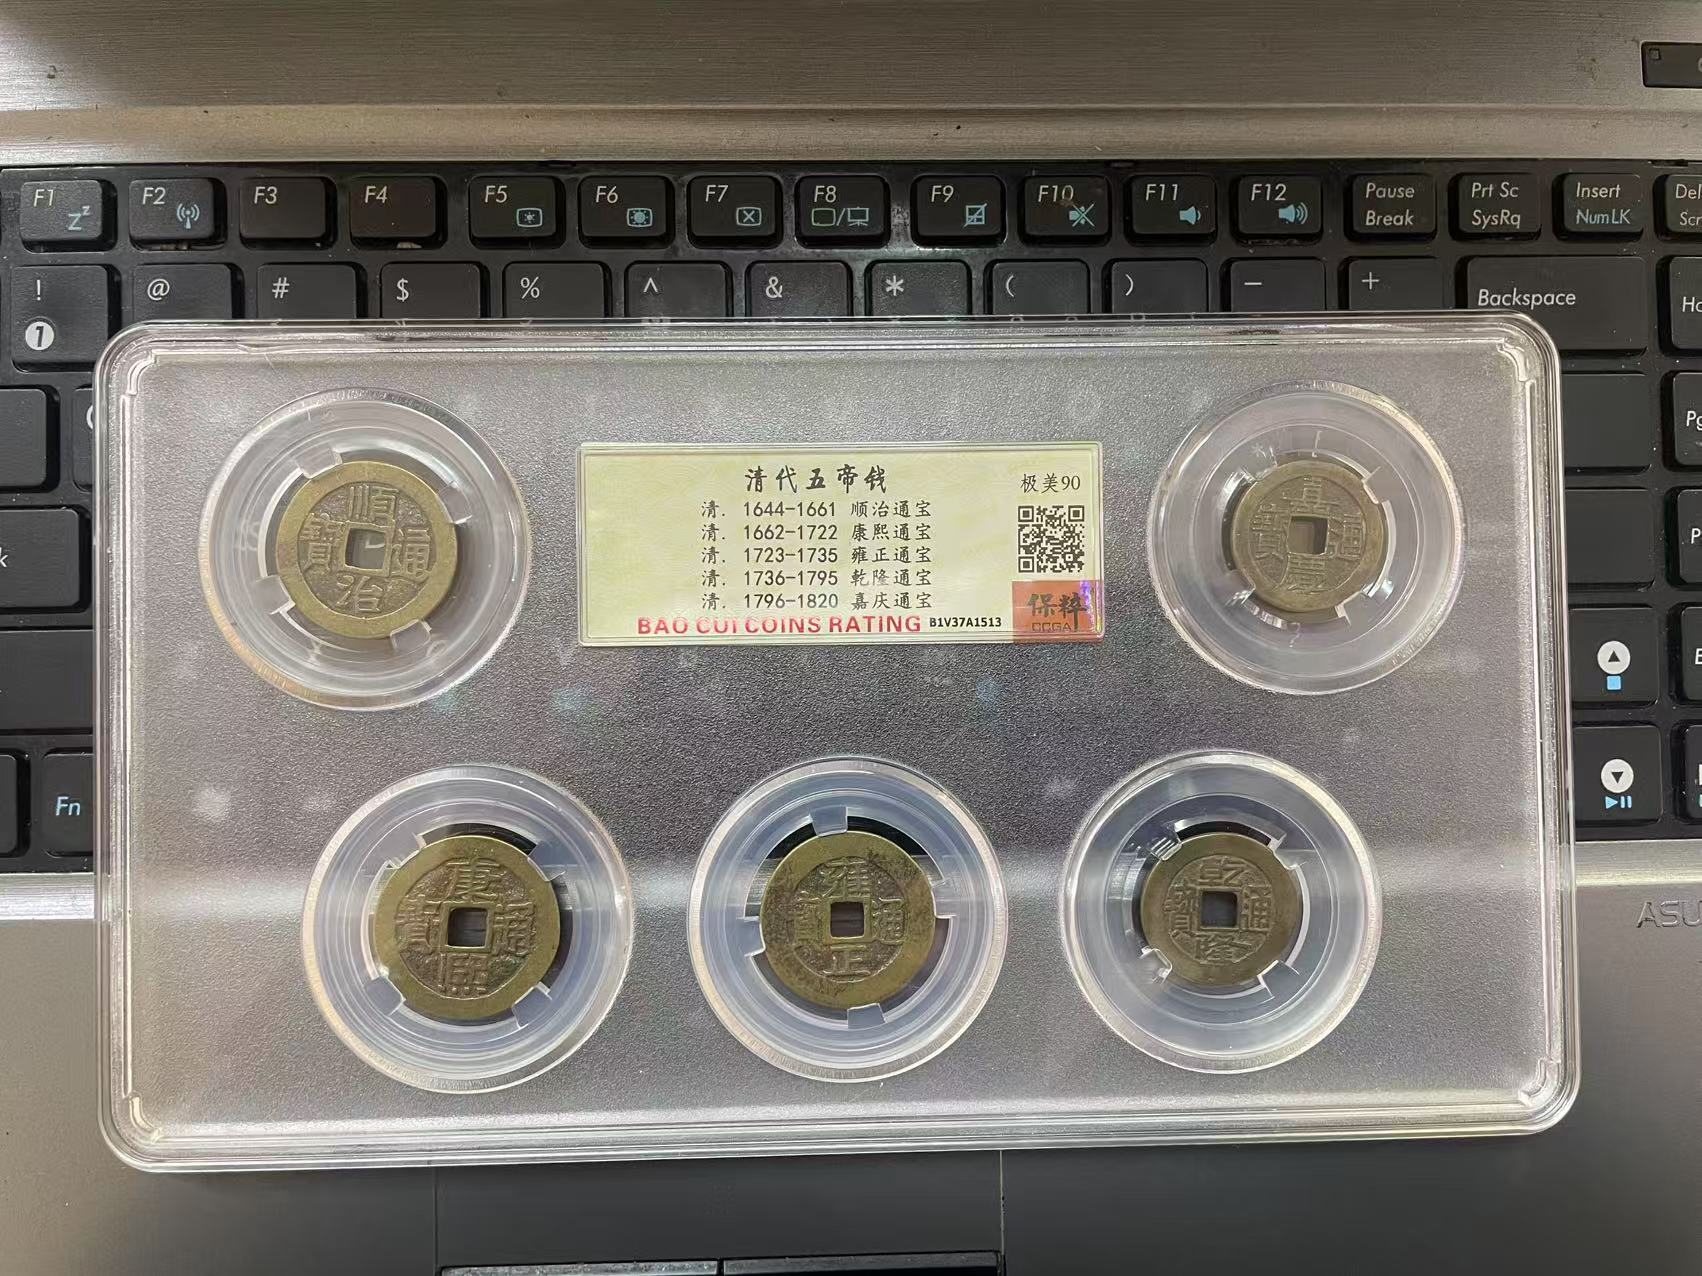 F1 F2 F3 F4 F5 F6 F7 F8 F9 F10 F11 F12 Pause Break Prt Sc SysRq Insert NumLK
! @ # $ % ^ & * ( ) − + Backspace
1
Fn
ASU
清代五帝钱
极美90
清. 1644-1661 顺治通宝
清. 1662-1722 康熙通宝
清. 1723-1735 雍正通宝
清. 1736-1795 乾隆通宝
清. 1796-1820 嘉庆通宝
BAO CUI COINS RATING B1V37A1513
保粹
CCGA
順治通寶
嘉慶通寶
康熙通寶
雍正通寶
乾隆通寶